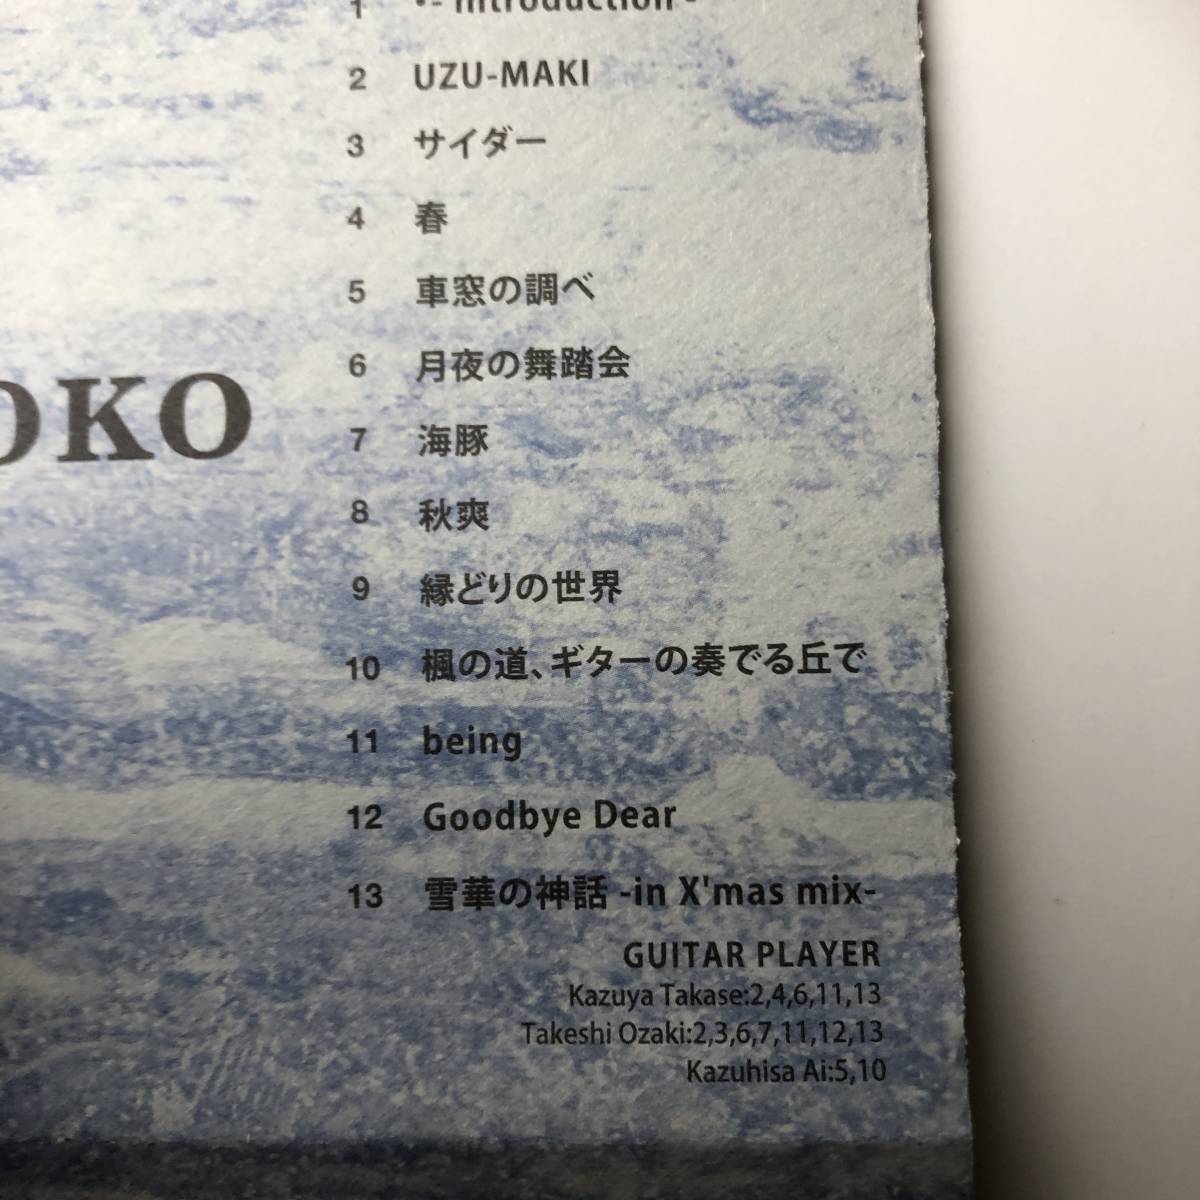 1 •- introduction -
2 UZU-MAKI
3 サイダー
4 春
5 車窓の調べ
6 月夜の舞踏会
OKO
7 海豚
8 秋爽
9 縁どりの世界
10 楓の道、ギターの奏でる丘で
11 being
12 Goodbye Dear
13 雪華の神話 -in X'mas mix-
GUITAR PLAYER
Kazuya Takase:2,4,6,11,13
Takeshi Ozaki:2,3,6,7,11,12,13
Kazuhisa Ai:5,10